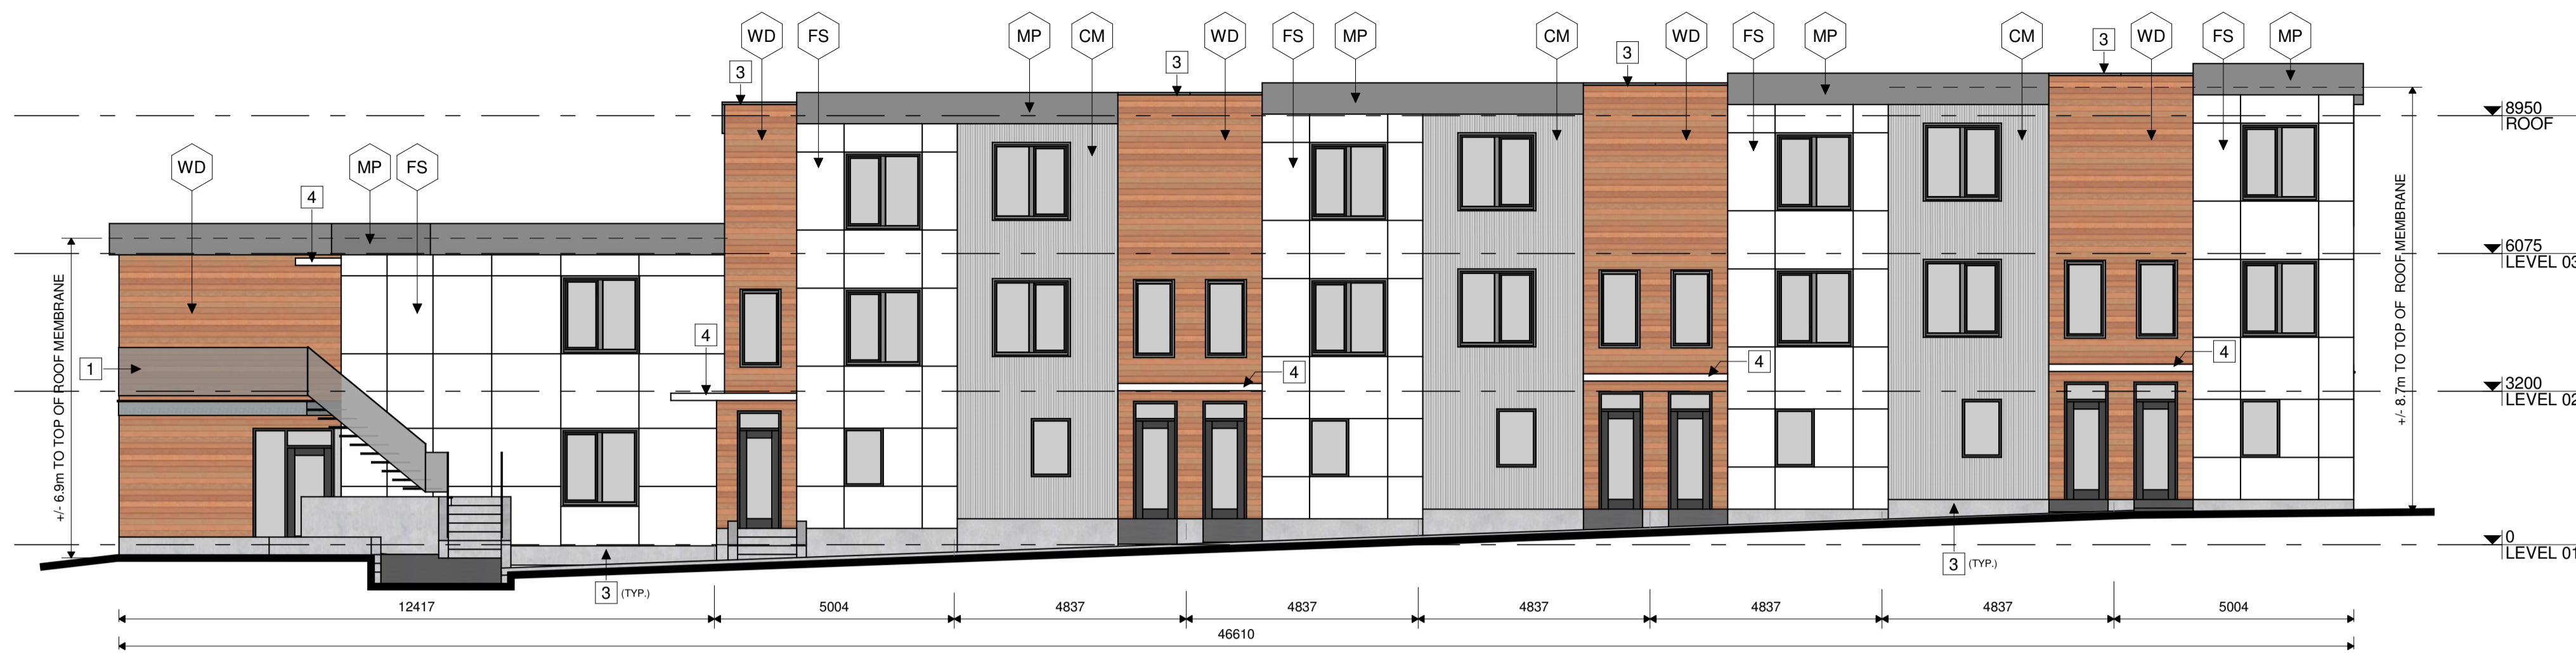 WD FS MP CM WD FS MP CM WD FS MP CM WD FS MP
3 3 3 3
8950
ROOF
WD MP FS
4
6075
LEVEL 03
+/- 6.9m TO TOP OF ROOF MEMBRANE
+/- 8.7m TO TOP OF ROOF MEMBRANE
4 4 4 4
1
3200
LEVEL 02
0
LEVEL 01
3 (TYP.) 3 (TYP.)
12417 5004 4837 4837 4837 4837 4837 5004
46610